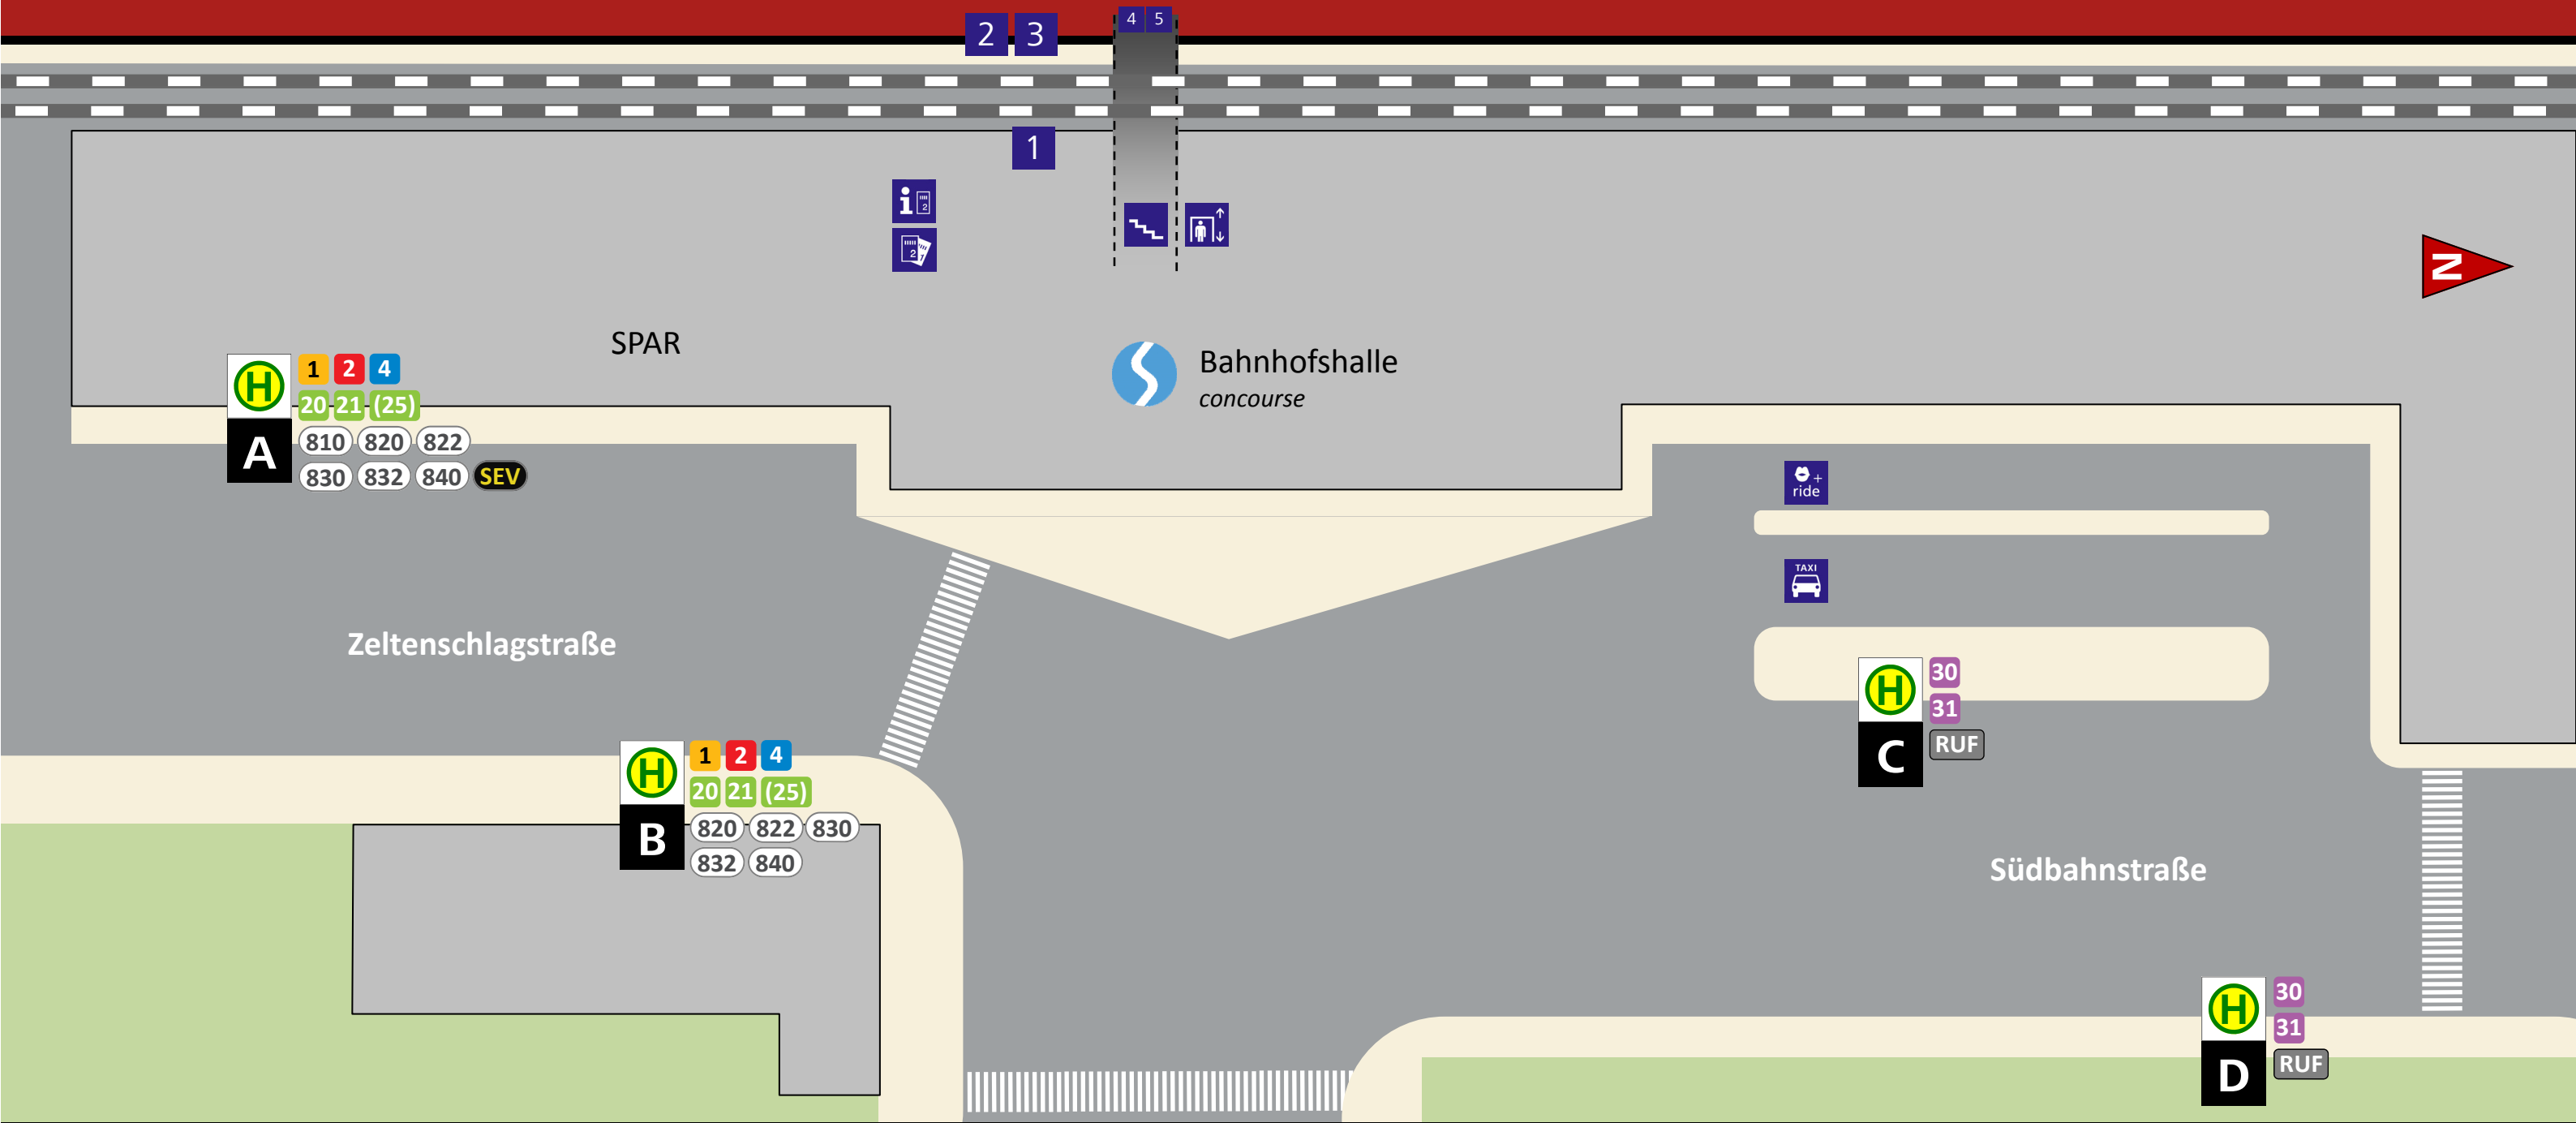 4 5
2 3
1
i 2
2
N
SPAR
Bahnhofshalle
concourse
H 1 2 4
20 21 (25)
A 810 820 822
830 832 840 SEV
+
ride
TAXI
Zeltenschlagstraße
H 30
31
C RUF
H 1 2 4
20 21 (25)
B 820 822 830
832 840
Südbahnstraße
H 30
31
D RUF